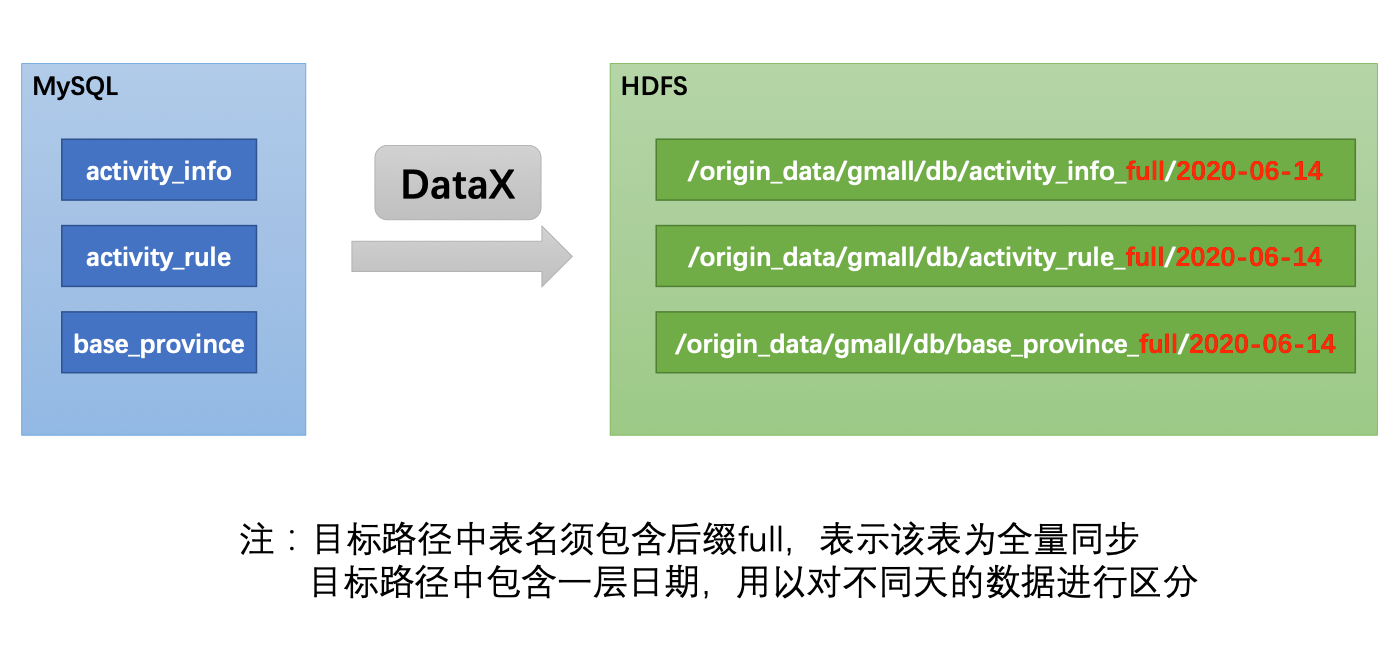 MySQL
activity_info
activity_rule
base_province
DataX
HDFS
/origin_data/gmall/db/activity_info_full/2020-06-14
/origin_data/gmall/db/activity_rule_full/2020-06-14
/origin_data/gmall/db/base_province_full/2020-06-14
注：目标路径中表名须包含后缀full，表示该表为全量同步
目标路径中包含一层日期，用以对不同天的数据进行区分